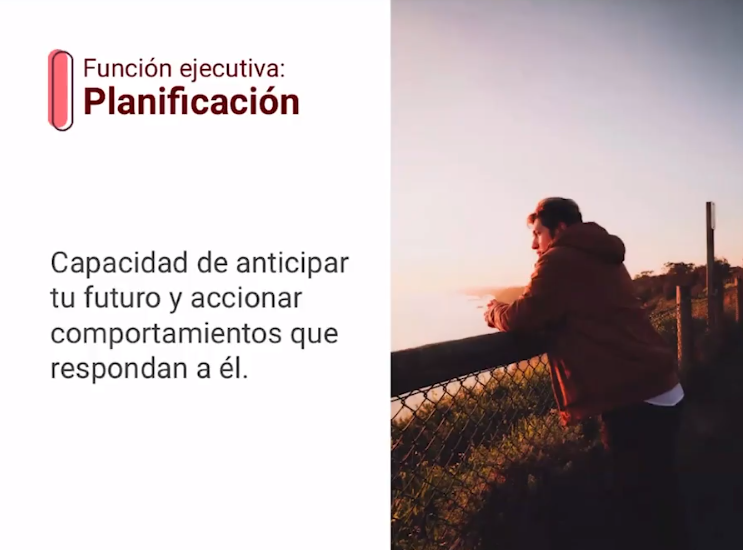 Función ejecutiva:
Planificación
Capacidad de anticipar
tu futuro y accionar
comportamientos que
respondan a él.